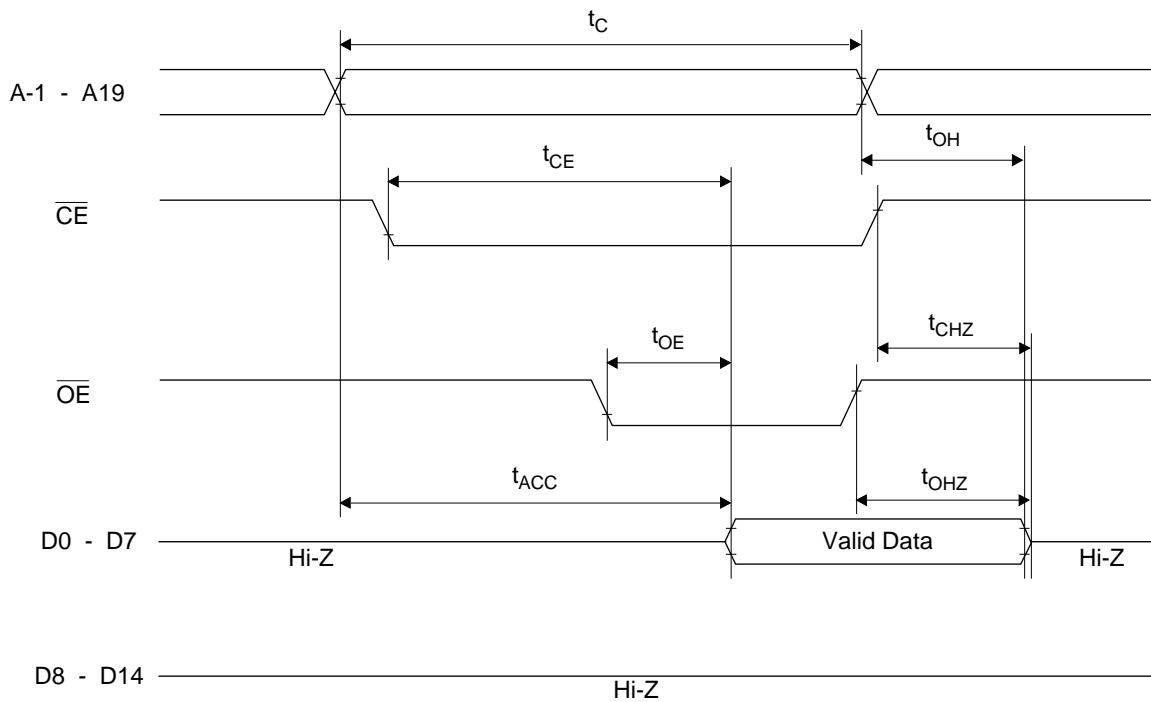 tC
A-1 - A19
tOH
tCE
CE
tCHZ
tOE
OE
tACC
tOHZ
D0 - D7
Valid Data
Hi-Z
Hi-Z
D8 - D14
Hi-Z